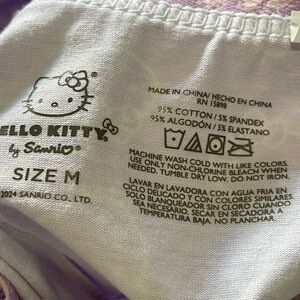 HELLO KITTY®
by Sanrio
SIZE M
2024 SANRIO CO., LTD.
MADE IN CHINA/ HECHO EN CHINA
RN 15898
95% COTTON / 5% SPANDEX
95% ALGODÓN / 5% ELASTANO
MACHINE WASH COLD WITH LIKE COLORS.
USE ONLY NON-CHLORINE BLEACH WHEN
NEEDED. TUMBLE DRY LOW. DO NOT IRON.
LAVAR EN LAVADORA CON AGUA FRIA EN
CICLO DELICADO Y CON COLORES SIMILARES
SOLO BLANQUEADOR SIN CLORO CUANDO
SEA NECESARIO. SECAR EN SECADORA A
TEMPERATURA BAJA. NO PLANCHAR.